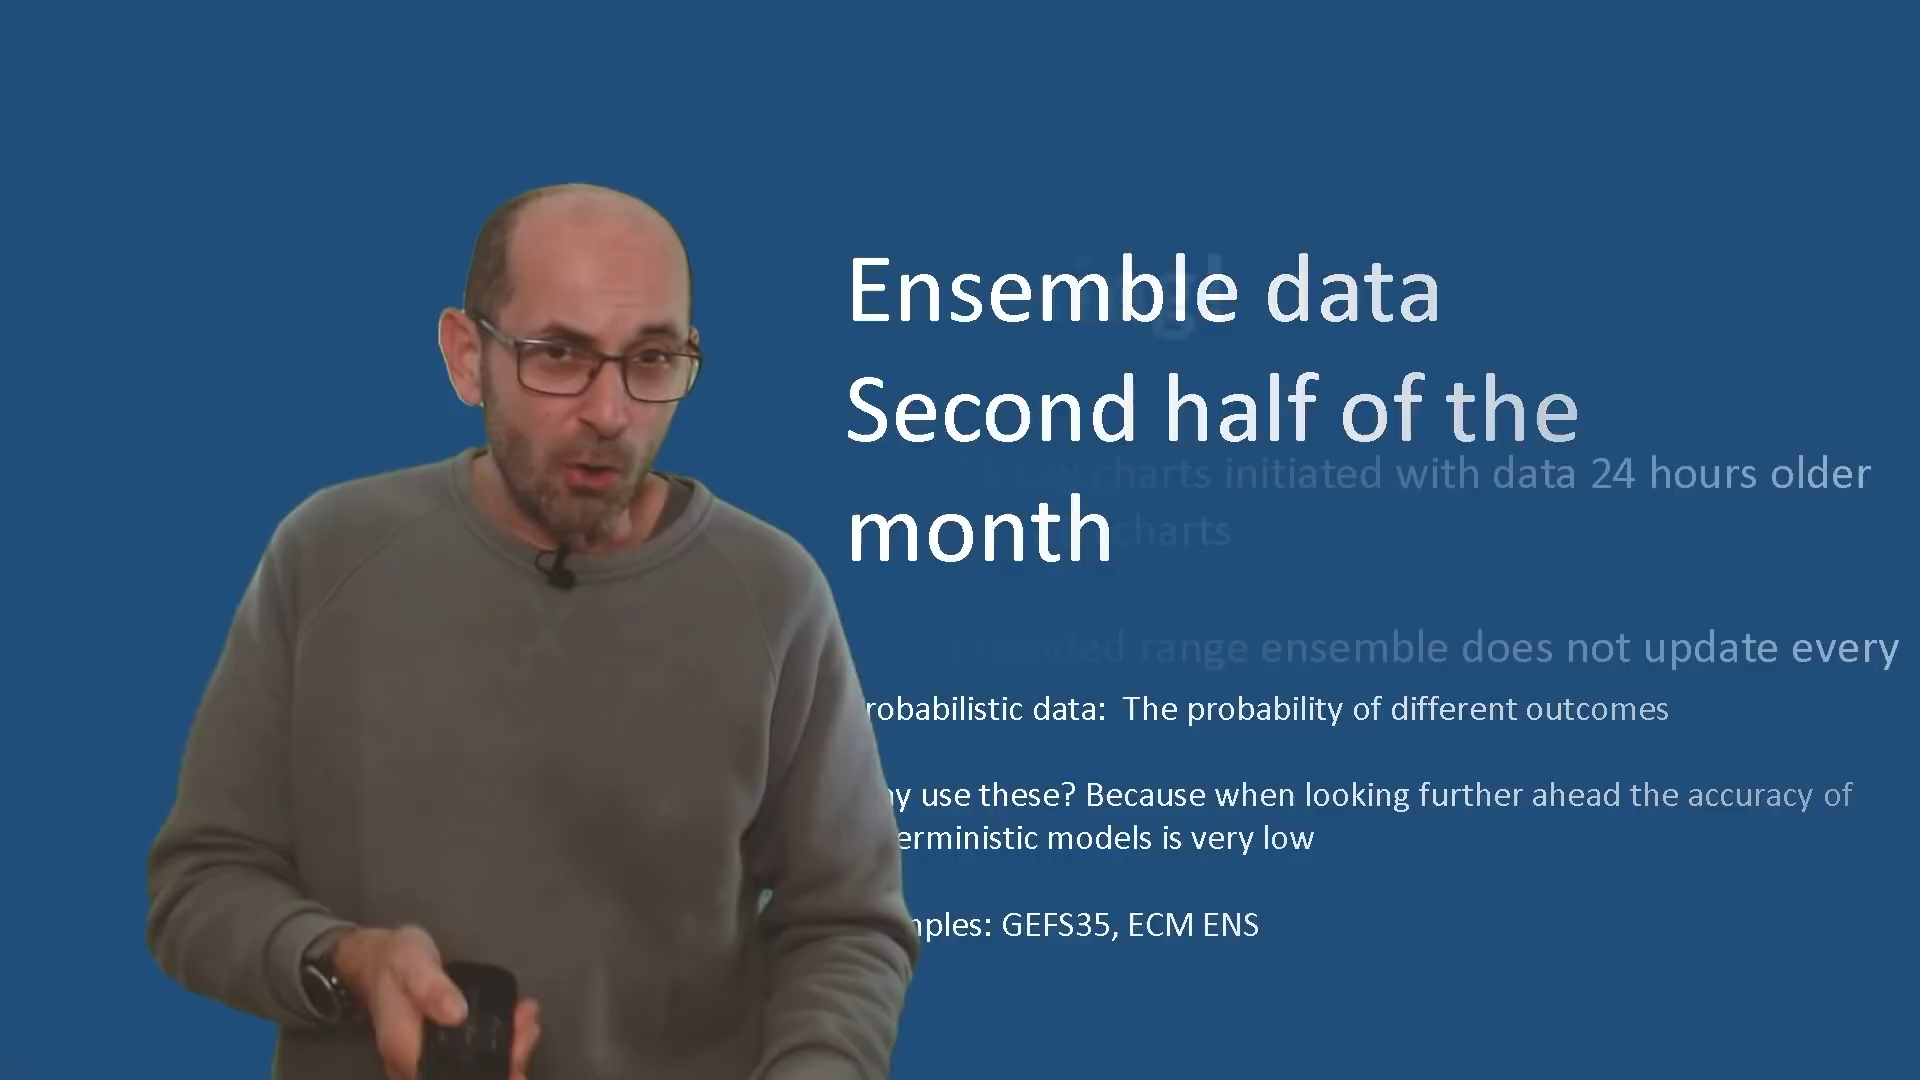 Ensemble data
Second half of the
charts initiated with data 24 hours older
month
charts
range ensemble does not update every
robabilistic data: The probability of different outcomes
y use these? Because when looking further ahead the accuracy of
erministic models is very low
ples: GEFS35, ECM ENS